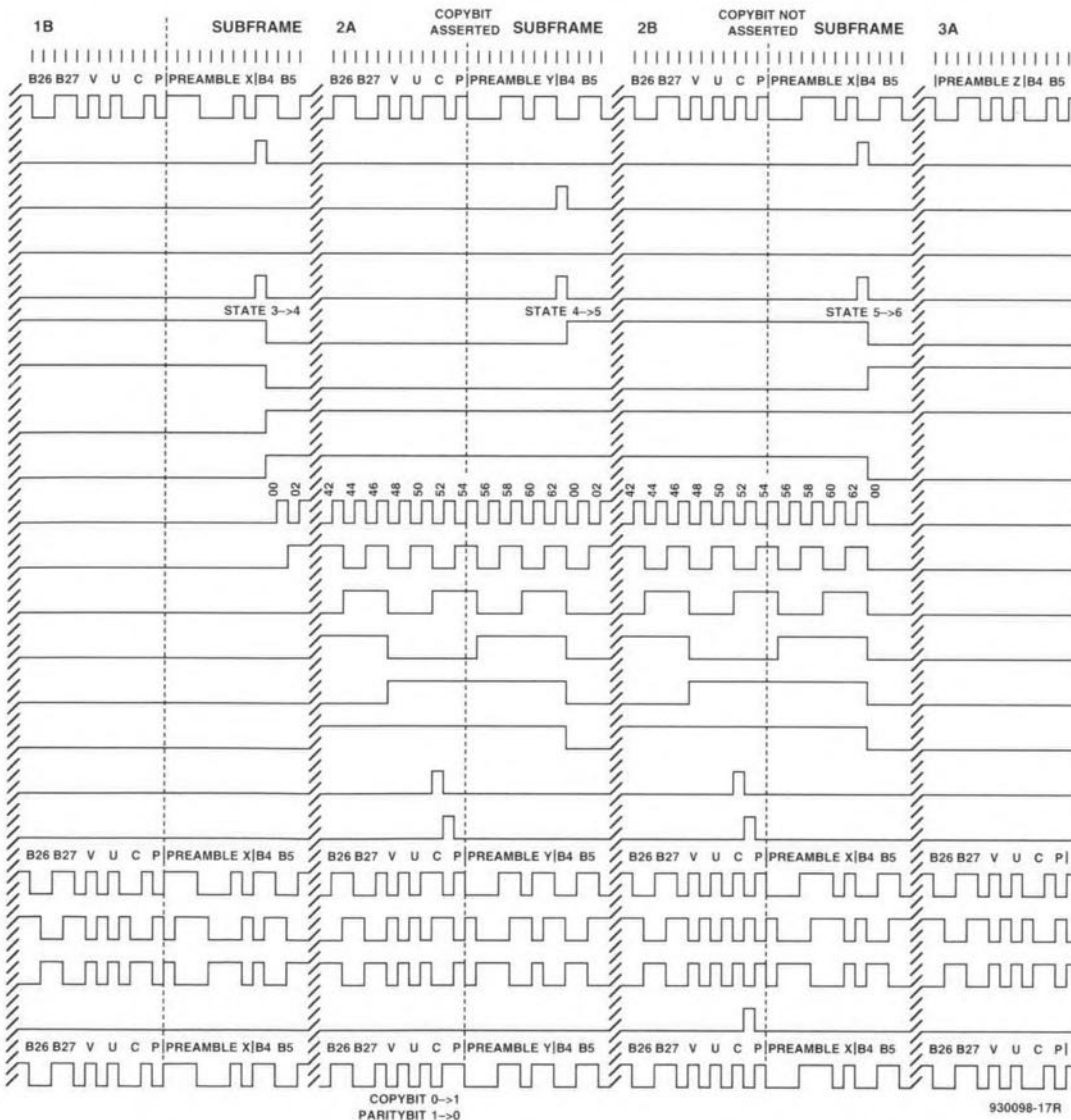 1B SUBFRAME 2A COPYBIT ASSERTED SUBFRAME 2B COPYBIT NOT ASSERTED SUBFRAME 3A
B26 B27 V U C P PREAMBLE X|B4 B5 B26 B27 V U C P PREAMBLE Y|B4 B5 B26 B27 V U C P PREAMBLE X|B4 B5 |PREAMBLE Z|B4 B5
STATE 3-->4 STATE 4-->5 STATE 5-->6
00 02 42 44 46 48 50 52 54 56 58 60 62 00 02 42 44 46 48 50 52 54 56 58 60 62 00
B26 B27 V U C P|PREAMBLE X|B4 B5 B26 B27 V U C P|PREAMBLE Y|B4 B5 B26 B27 V U C P|PREAMBLE X|B4 B5 B26 B27 V U C P|
B26 B27 V U C P|PREAMBLE X|B4 B5 B26 B27 V U C P|PREAMBLE Y|B4 B5 B26 B27 V U C P|PREAMBLE X|B4 B5 B26 B27 V U C P|
COPYBIT 0-->1
PARITYBIT 1-->0
930098-17R